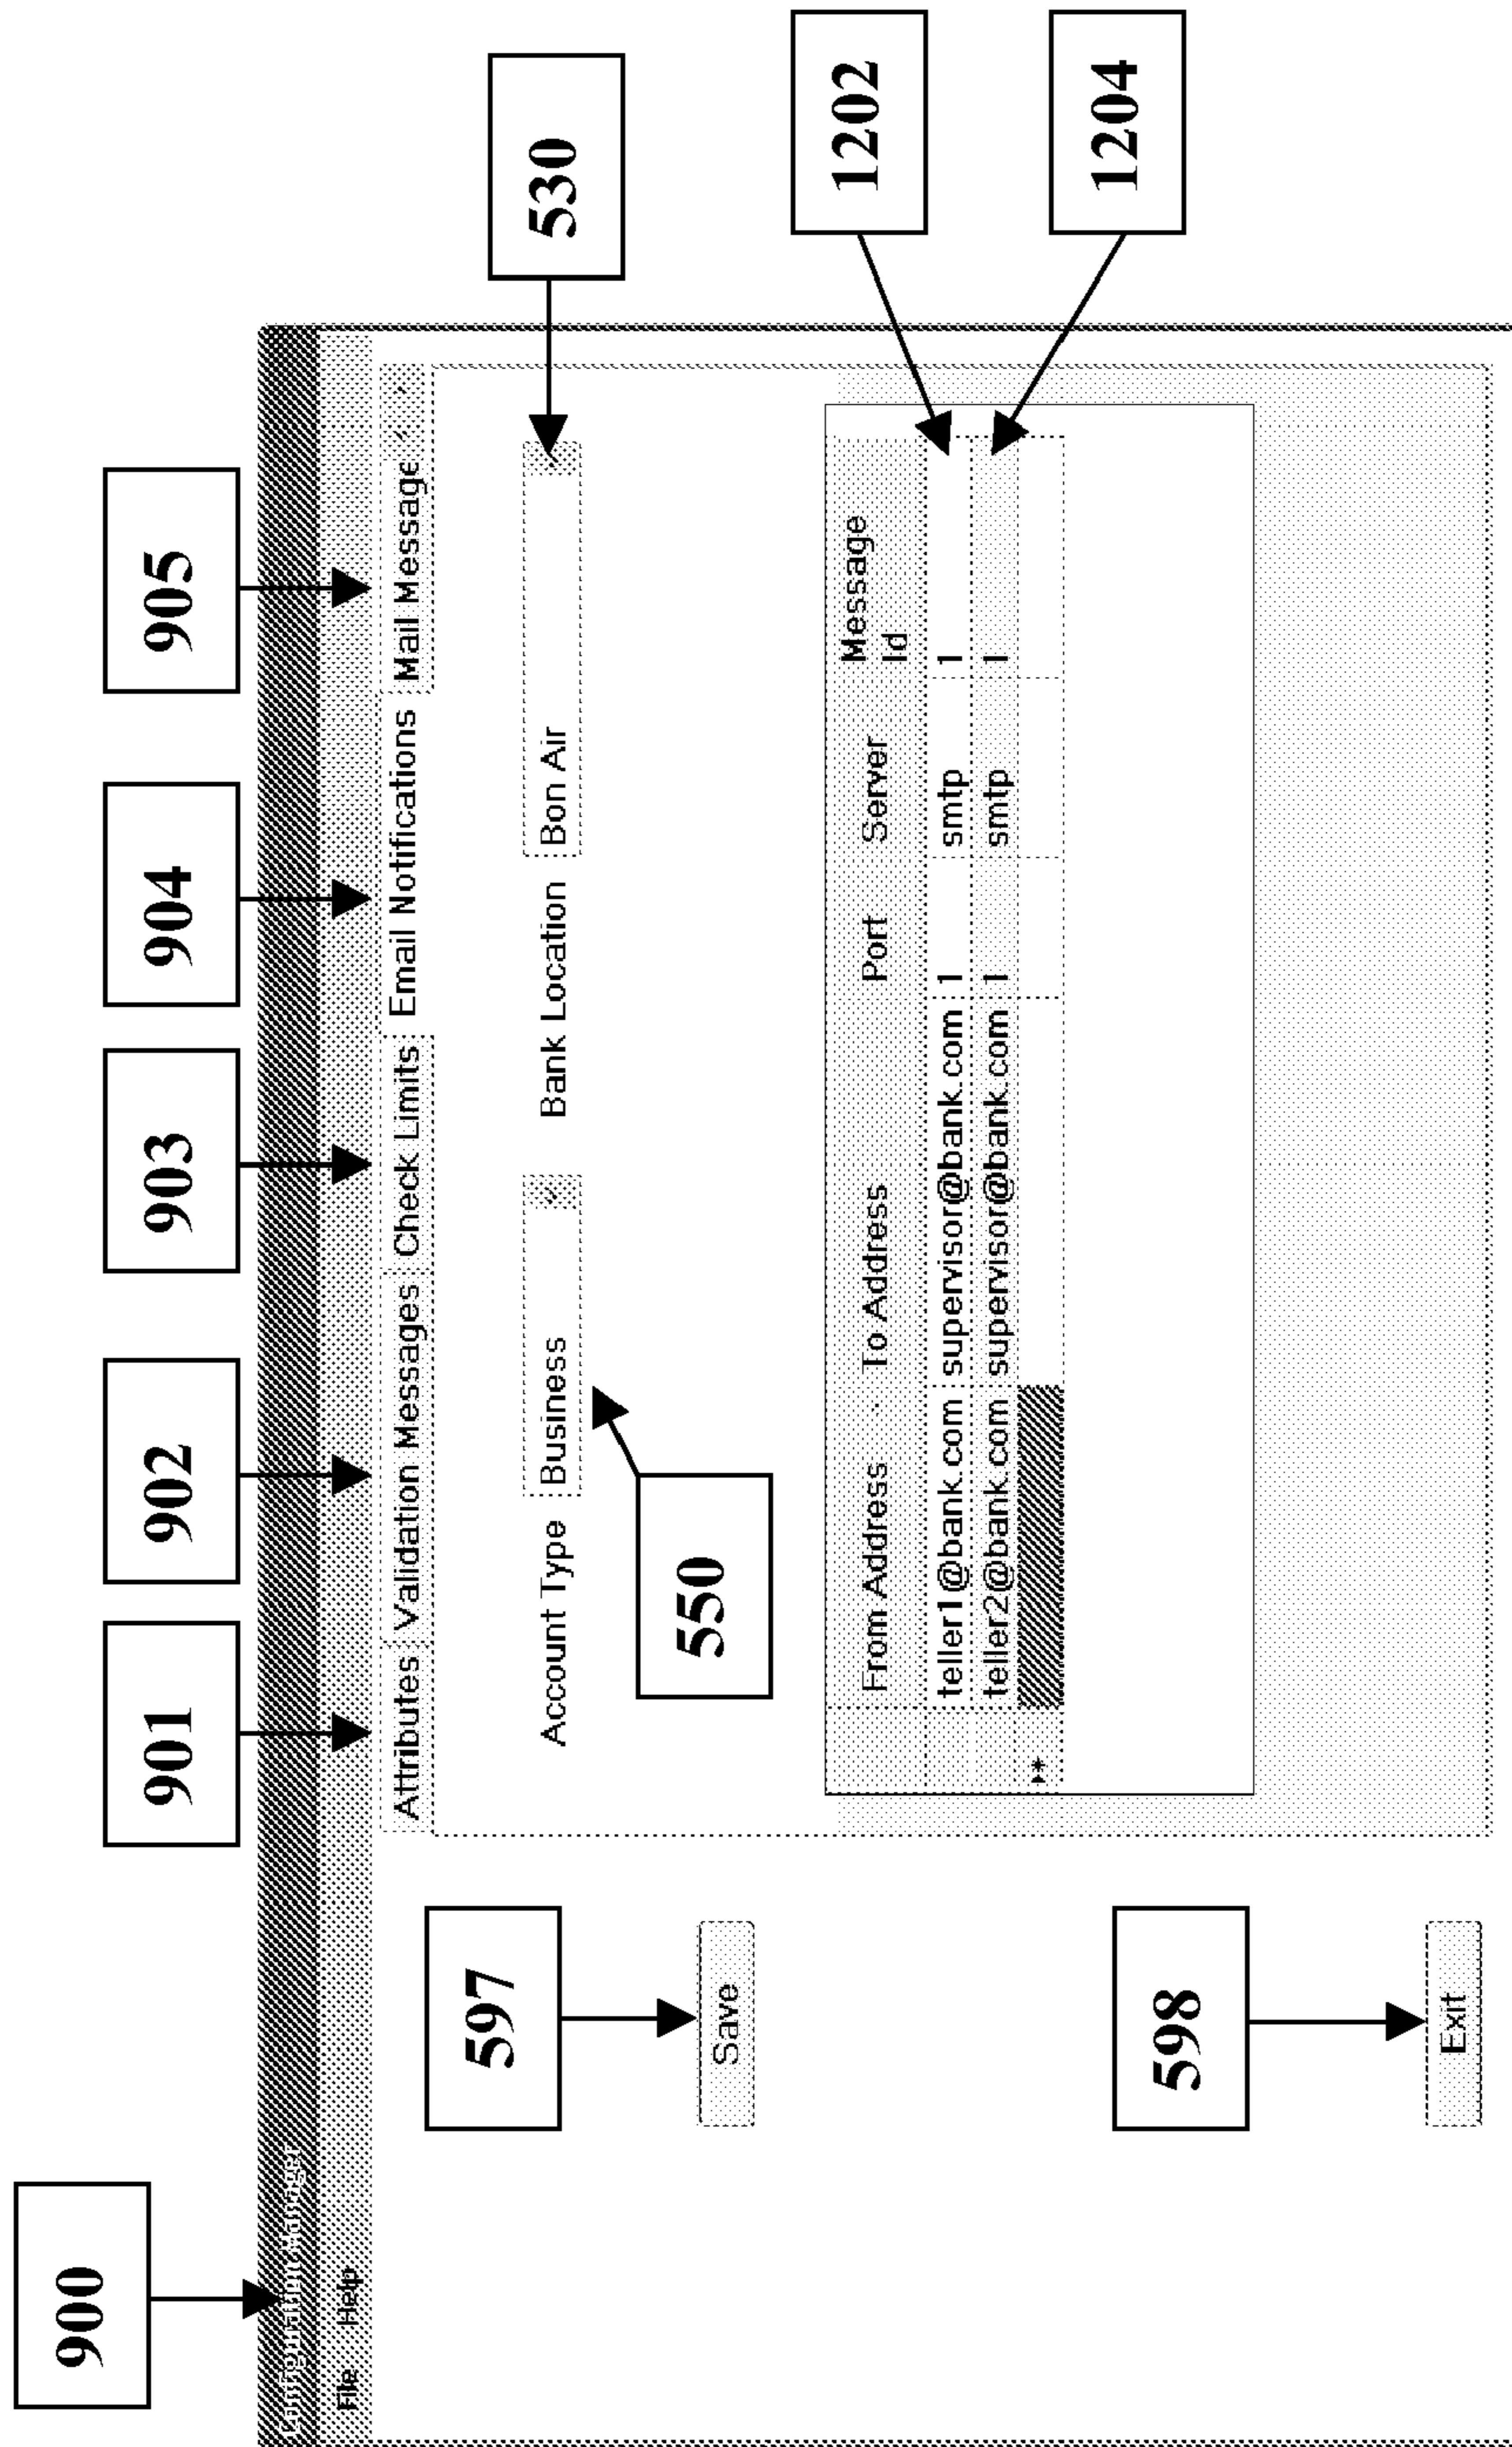 900
901
902
903
904
905
Configuration Manager
File Help
Attributes Validation Messages Check Limits Email Notifications Mail Message
597
530
Account Type Business Bank Location Bon Air
550
Save
1202
1204
From Address To Address Port Server Message Id
teller1@bank.com supervisor@bank.com 1 smtp 1
teller2@bank.com supervisor@bank.com 1 smtp 1
598
Exit